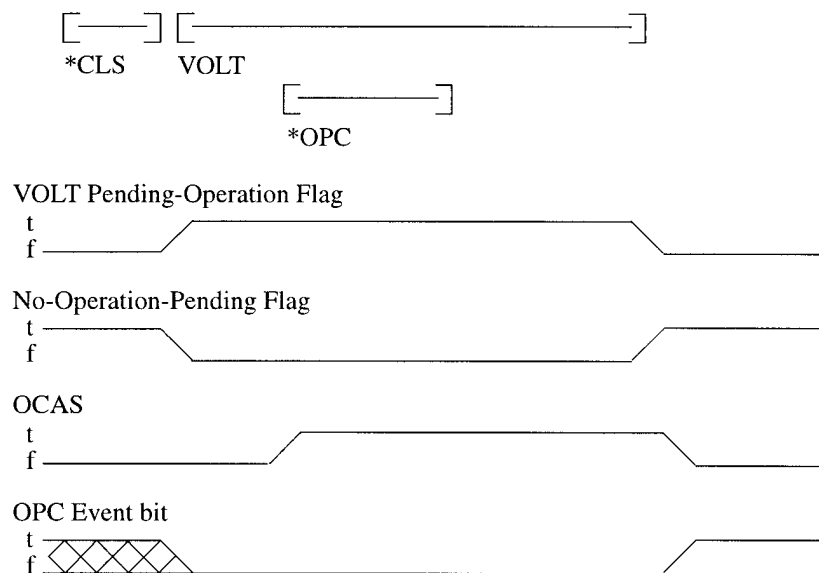 *CLS VOLT
*OPC
VOLT Pending-Operation Flag
t
f
No-Operation-Pending Flag
t
f
OCAS
t
f
OPC Event bit
t
f